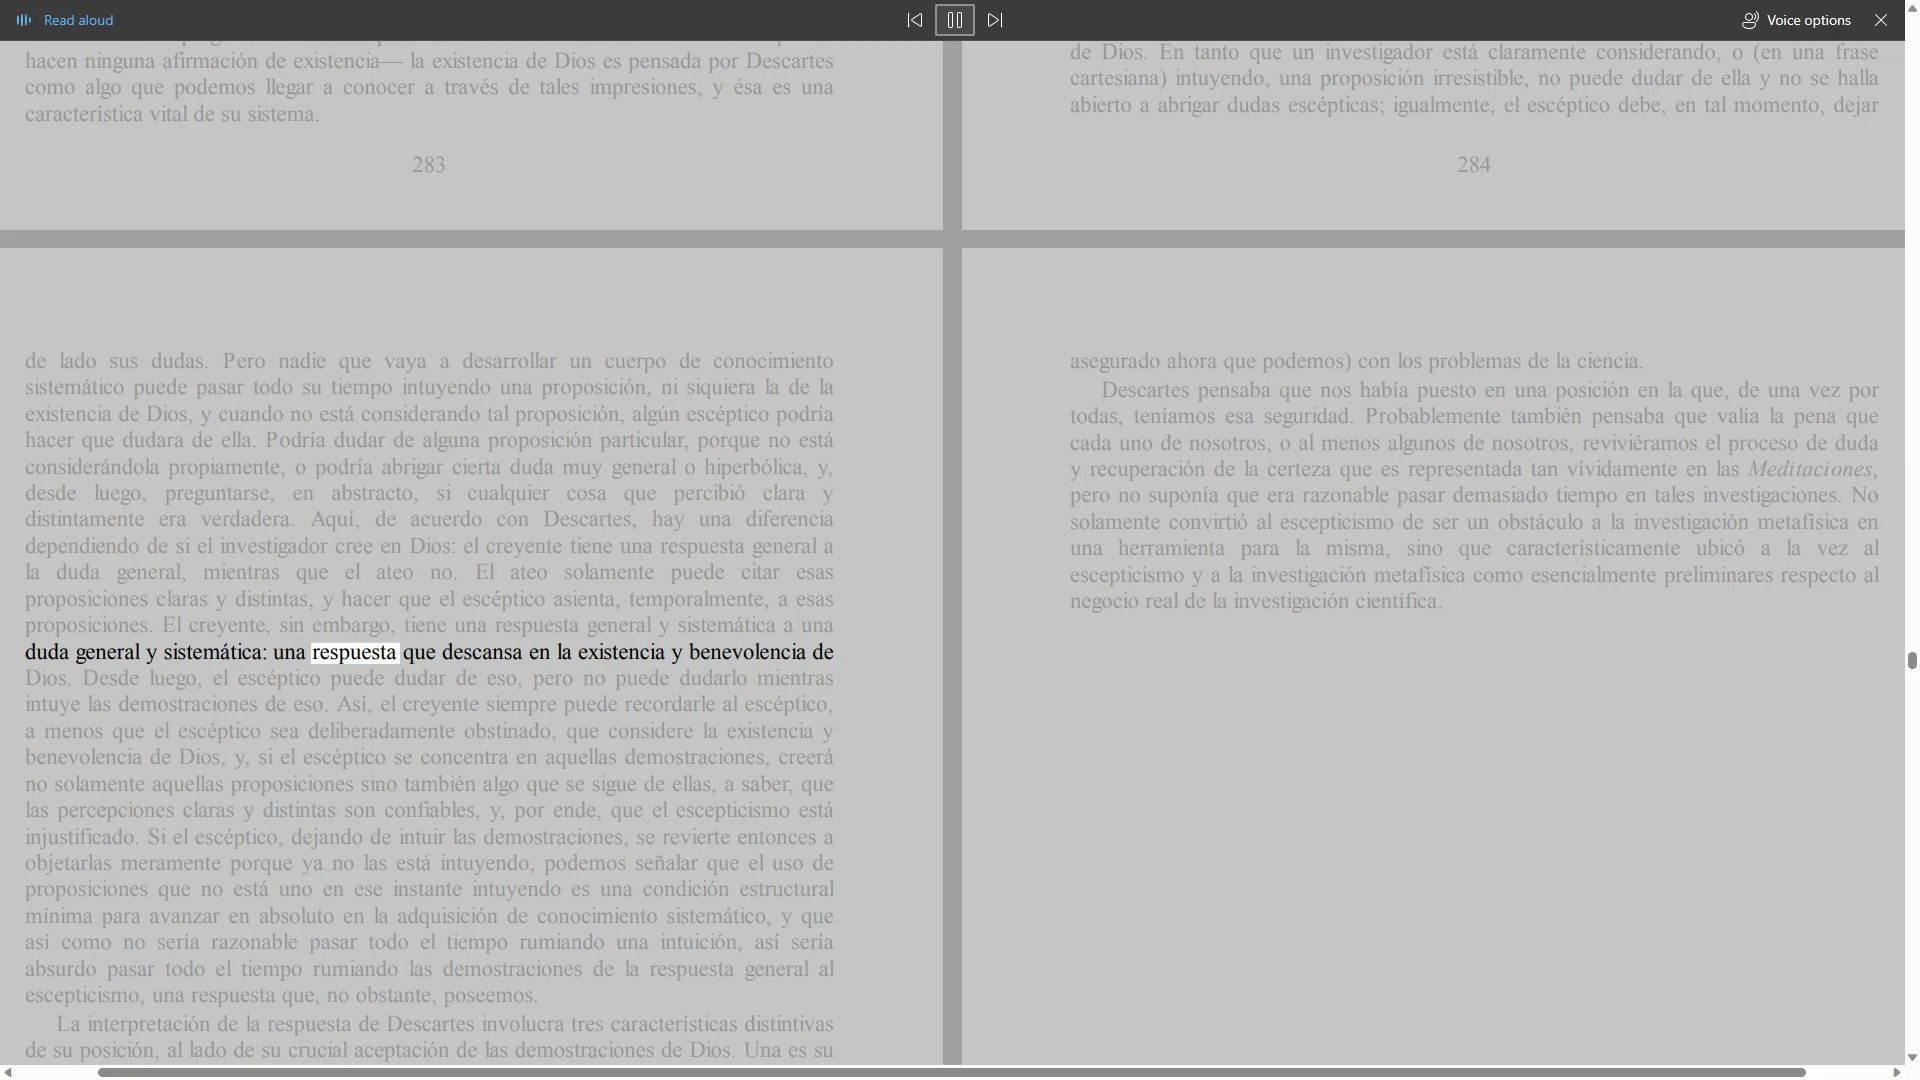 Read aloud
Voice options
hacen ninguna afirmación de existencia— la existencia de Dios es pensada por Descartes
como algo que podemos llegar a conocer a través de tales impresiones, y ésa es una
característica vital de su sistema.
283
de Dios. En tanto que un investigador está claramente considerando, o (en una frase
cartesiana) intuyendo, una proposición irresistible, no puede dudar de ella y no se halla
abierto a abrigar dudas escépticas; igualmente, el escéptico debe, en tal momento, dejar
284
de lado sus dudas. Pero nadie que vaya a desarrollar un cuerpo de conocimiento
sistemático puede pasar todo su tiempo intuyendo una proposición, ni siquiera la de la
existencia de Dios, y cuando no está considerando tal proposición, algún escéptico podría
hacer que dudara de ella. Podría dudar de alguna proposición particular, porque no está
considerándola propiamente, o podría abrigar cierta duda muy general o hiperbólica, y,
desde luego, preguntarse, en abstracto, si cualquier cosa que percibió clara y
distintamente era verdadera. Aquí, de acuerdo con Descartes, hay una diferencia
dependiendo de si el investigador cree en Dios: el creyente tiene una respuesta general a
la duda general, mientras que el ateo no. El ateo solamente puede citar esas
proposiciones claras y distintas, y hacer que el escéptico asienta, temporalmente, a esas
proposiciones. El creyente, sin embargo, tiene una respuesta general y sistemática a una
duda general y sistemática: una respuesta que descansa en la existencia y benevolencia de
Dios. Desde luego, el escéptico puede dudar de eso, pero no puede dudarlo mientras
intuye las demostraciones de eso. Así, el creyente siempre puede recordarle al escéptico,
a menos que el escéptico sea deliberadamente obstinado, que considere la existencia y
benevolencia de Dios, y, si el escéptico se concentra en aquellas demostraciones, creerá
no solamente aquellas proposiciones sino también algo que se sigue de ellas, a saber, que
las percepciones claras y distintas son confiables, y, por ende, que el escepticismo está
injustificado. Si el escéptico, dejando de intuir las demostraciones, se revierte entonces a
objetarlas meramente porque ya no las está intuyendo, podemos señalar que el uso de
proposiciones que no está uno en ese instante intuyendo es una condición estructural
mínima para avanzar en absoluto en la adquisición de conocimiento sistemático, y que
así como no sería razonable pasar todo el tiempo rumiando una intuición, así sería
absurdo pasar todo el tiempo rumiando las demostraciones de la respuesta general al
escepticismo, una respuesta que, no obstante, poseemos.
La interpretación de la respuesta de Descartes involucra tres características distintivas
de su posición, al lado de su crucial aceptación de las demostraciones de Dios. Una es su
asegurado ahora que podemos) con los problemas de la ciencia.
Descartes pensaba que nos había puesto en una posición en la que, de una vez por
todas, teníamos esa seguridad. Probablemente también pensaba que valía la pena que
cada uno de nosotros, o al menos algunos de nosotros, reviviéramos el proceso de duda
y recuperación de la certeza que es representada tan vívidamente en las Meditaciones,
pero no suponía que era razonable pasar demasiado tiempo en tales investigaciones. No
solamente convirtió al escepticismo de ser un obstáculo a la investigación metafísica en
una herramienta para la misma, sino que característicamente ubicó a la vez al
escepticismo y a la investigación metafísica como esencialmente preliminares respecto al
negocio real de la investigación científica.